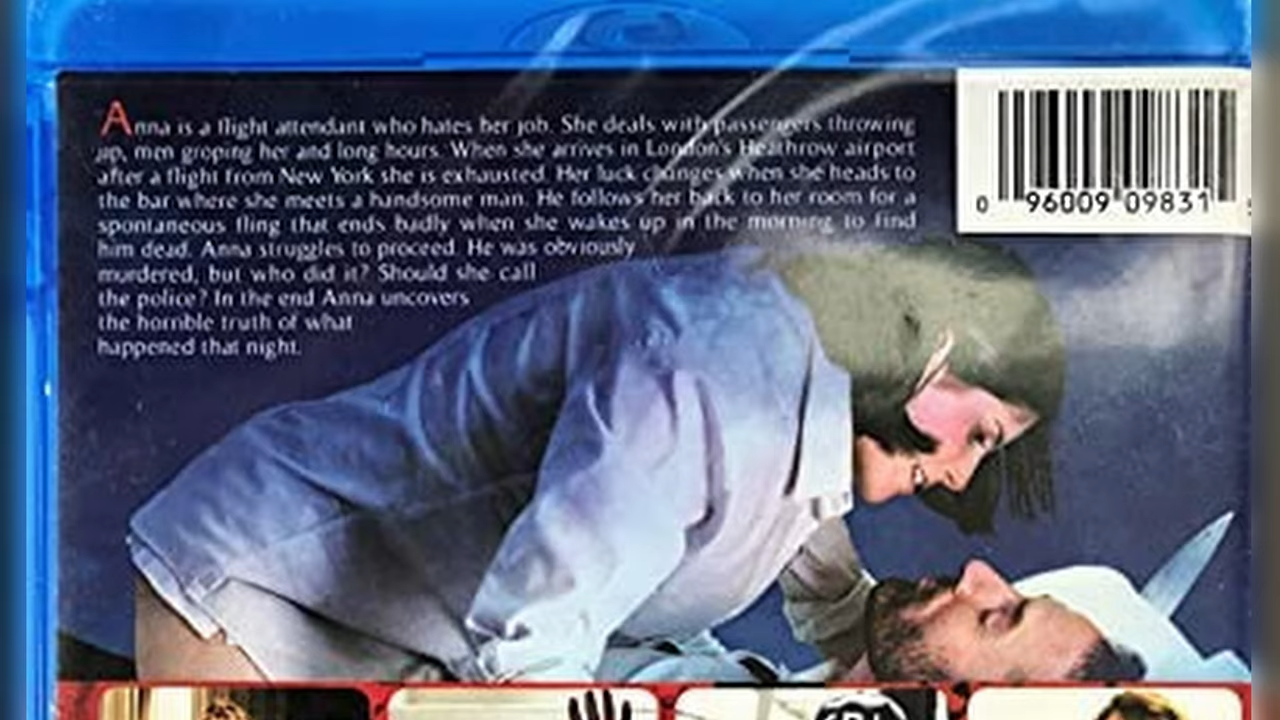 Anna is a flight attendant who hates her job. She deals with passengers throwing
up, men groping her and long hours. When she arrives in London's Heathrow airport
after a flight from New York she is exhausted. Her luck changes when she heads to
the bar where she meets a handsome man. He follows her back to her room for a
spontaneous fling that ends badly when she wakes up in the morning to find
him dead. Anna struggles to proceed. He was obviously
murdered, but who did it? Should she call
the police? In the end Anna uncovers
the horrible truth of what
happened that night.
0 96009 09831